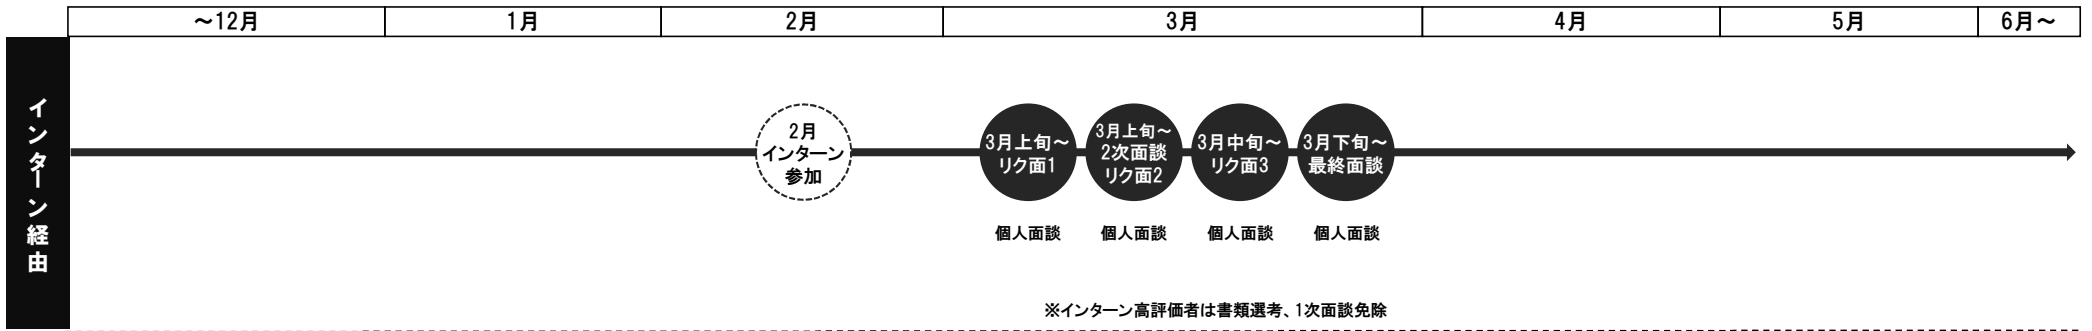 ～12月
1月
2月
3月
4月
5月
6月～
インターン経由
2月
インターン
参加
3月上旬～
リク面1
3月上旬～
2次面談
リク面2
3月中旬～
リク面3
3月下旬～
最終面談
個人面談
個人面談
個人面談
個人面談
※インターン高評価者は書類選考、1次面談免除